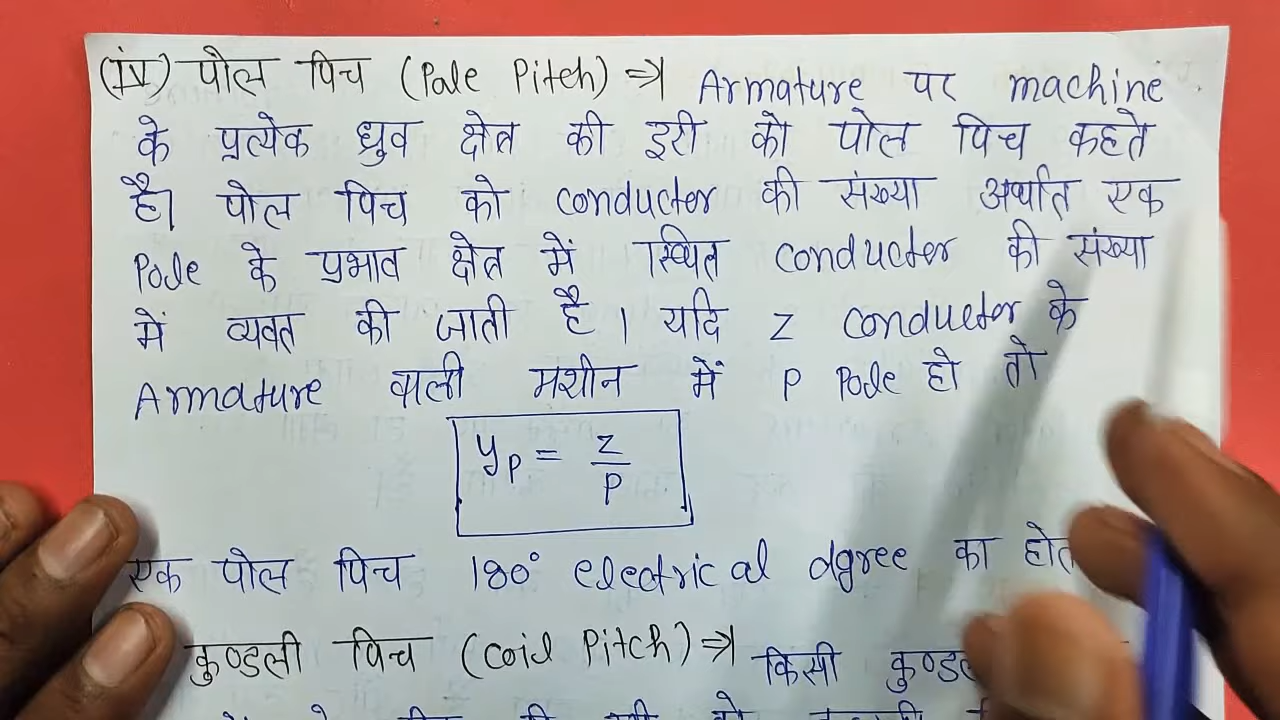 (iv) पोल पिच (Pole Pitch) ⇒ Armature पर machine
के प्रत्येक ध्रुव क्षेत्र की दूरी को पोल पिच कहते
है। पोल पिच को conductor की संख्या अर्थात एक
Pole के प्रभाव क्षेत्र में स्थित conductor की संख्या
में व्यक्त की जाती है। यदि Z conductor के
Armature वाली मशीन में P Pole हो तो
yP = Z/P
एक पोल पिच 180° electrical dgree का
कुण्डली पिच (Coil Pitch) ⇒ किसी